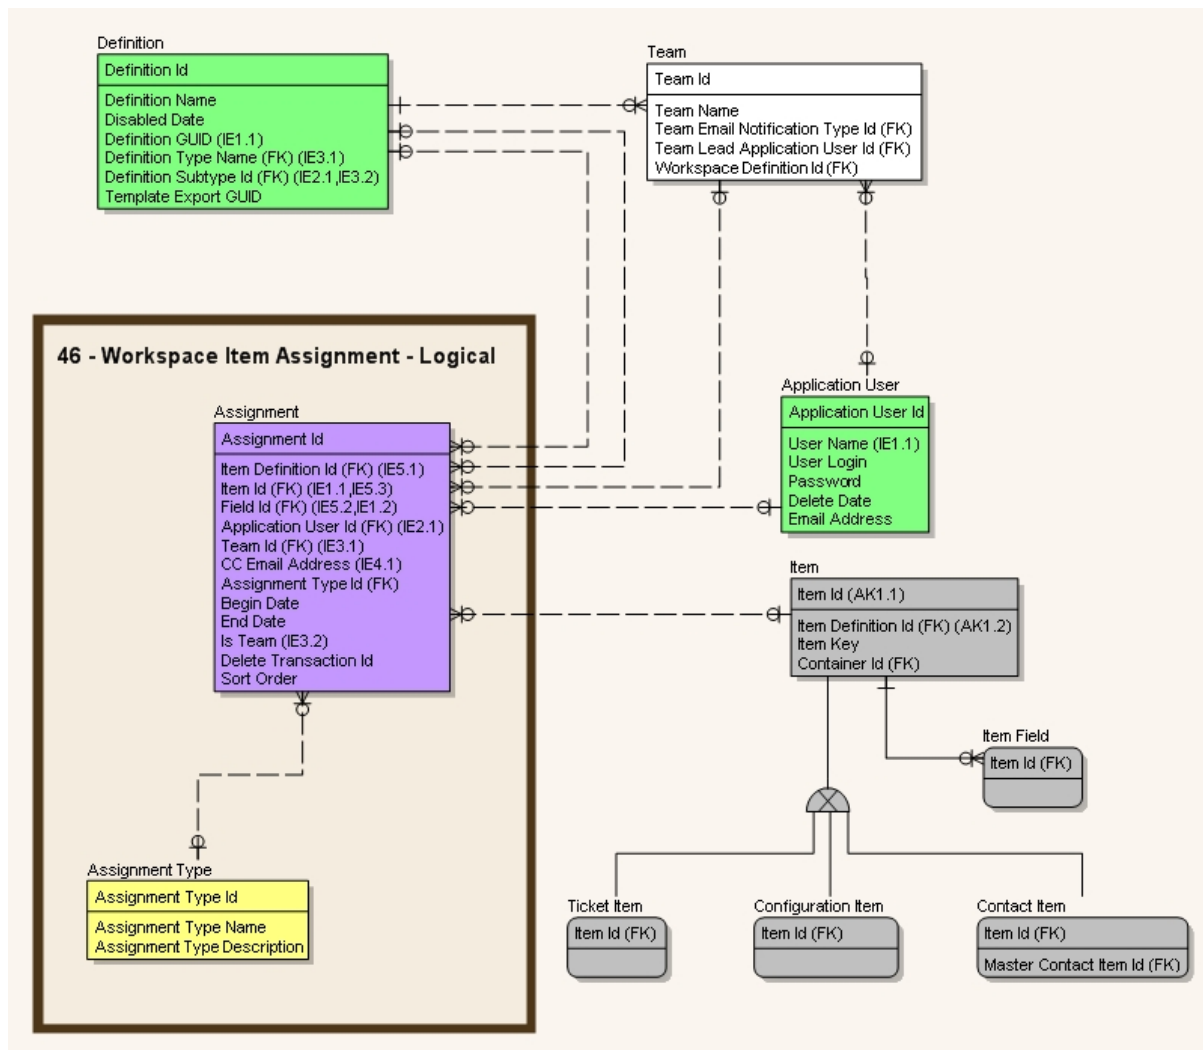 Definition
Definition Id
Definition Name
Disabled Date
Definition GUID (IE1.1)
Definition Type Name (FK) (IE3.1)
Definition Subtype Id (FK) (IE2.1,IE3.2)
Template Export GUID
Team
Team Id
Team Name
Team Email Notification Type Id (FK)
Team Lead Application User Id (FK)
Workspace Definition Id (FK)
46 - Workspace Item Assignment - Logical
Assignment
Assignment Id
Item Definition Id (FK) (IE5.1)
Item Id (FK) (IE1.1,IE5.3)
Field Id (FK) (IE5.2,IE1.2)
Application User Id (FK) (IE2.1)
Team Id (FK) (IE3.1)
CC Email Address (IE4.1)
Assignment Type Id (FK)
Begin Date
End Date
Is Team (IE3.2)
Delete Transaction Id
Sort Order
Application User
Application User Id
User Name (IE1.1)
User Login
Password
Delete Date
Email Address
Item
Item Id (AK1.1)
Item Definition Id (FK) (AK1.2)
Item Key
Container Id (FK)
Item Field
Item Id (FK)
Assignment Type
Assignment Type Id
Assignment Type Name
Assignment Type Description
Ticket Item
Item Id (FK)
Configuration Item
Item Id (FK)
Contact Item
Item Id (FK)
Master Contact Item Id (FK)